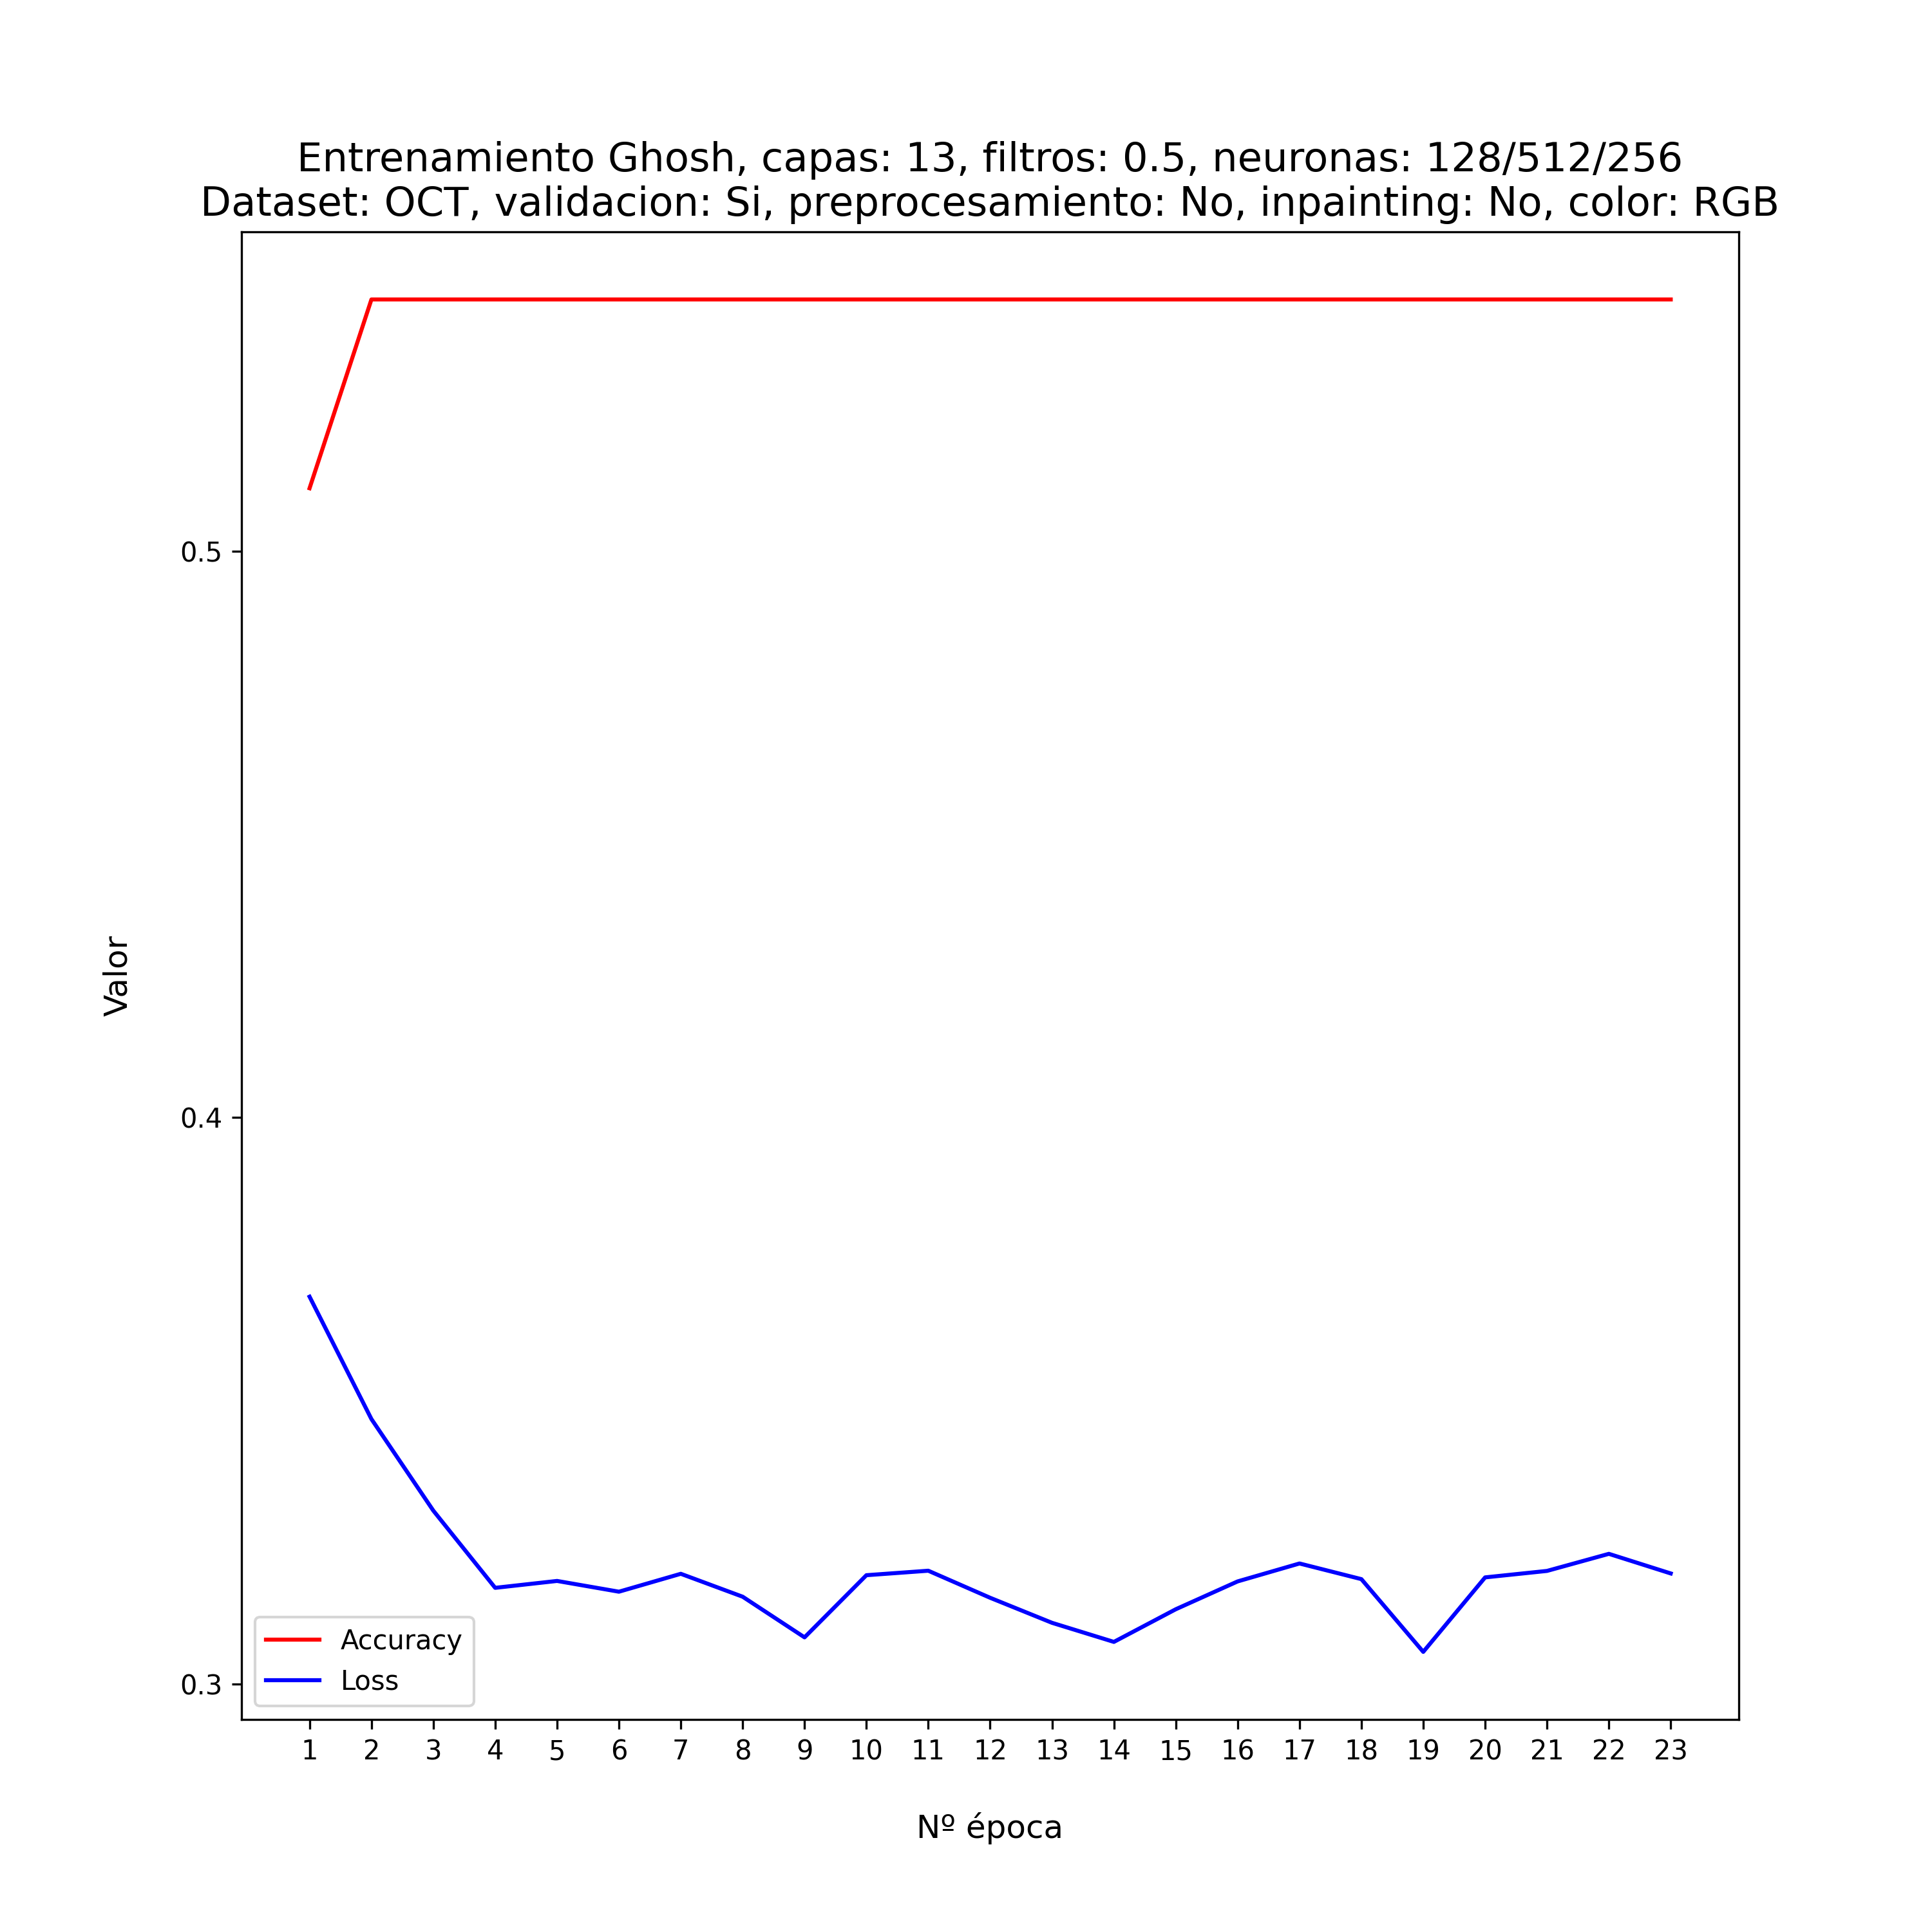 Entrenamiento Ghosh, capas: 13, filtros: 0.5, neuronas: 128/512/256
Dataset: OCT, validacion: Si, preprocesamiento: No, inpainting: No, color: RGB
0.5
0.4
0.3
Valor
Accuracy
Loss
1 2 3 4 5 6 7 8 9 10 11 12 13 14 15 16 17 18 19 20 21 22 23
Nº época